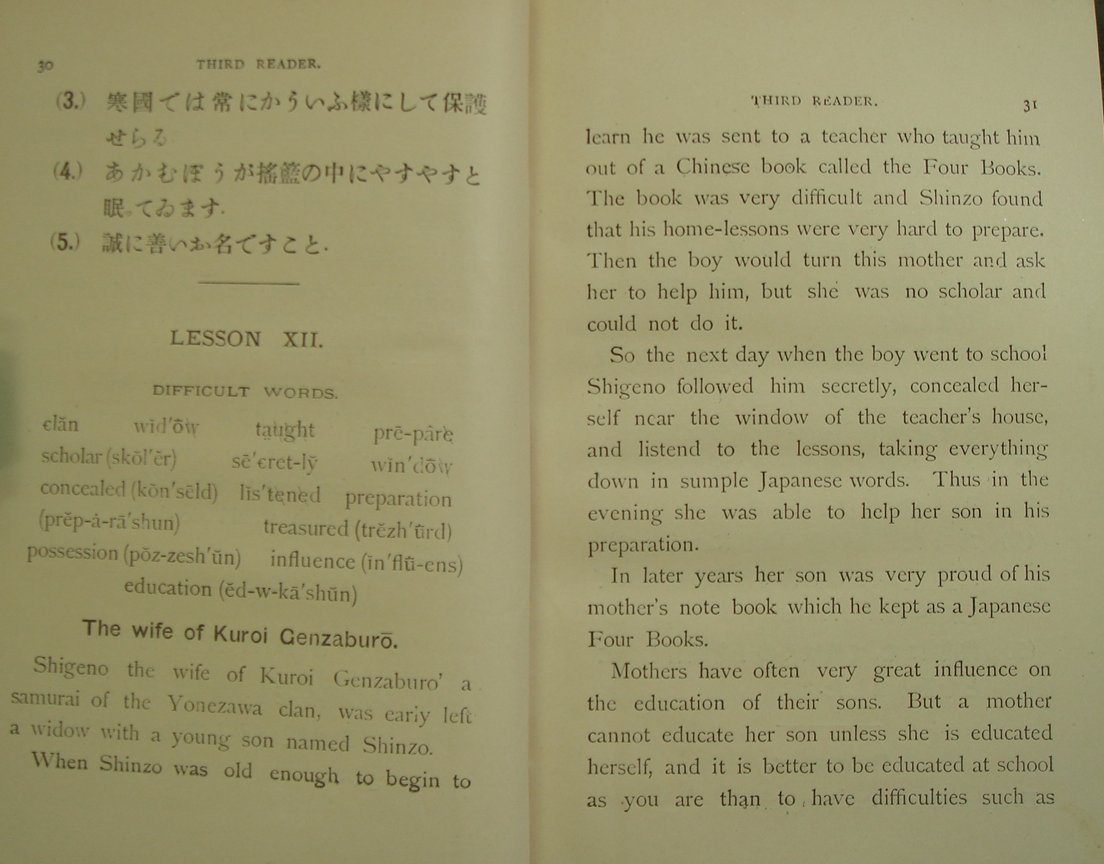 30
THIRD READER.
(3.) 寒國では常にかういふ樣にして保護
せらる
(4.) あかむぼうが搖籃の中にやすやすと
眠てゐます.
(5.) 誠に善いお名ですこと.
LESSON XII.
DIFFICULT WORDS.
clăn wid'ōw taught prē-pâre
scholar (skŏl'ẽr) sē'cret-lȳ win'dōw
concealed (kŏn'sēld) lis'tened preparation
(prĕp-á-rā'shun) treasured (trĕzh'ûrd)
possession (pŏz-zesh'ŭn) influence (ĭn'flū-ens)
education (ĕd-w-kā'shŭn)
The wife of Kuroi Genzaburō.
Shigeno the wife of Kuroi Genzaburo' a
samurai of the Yonezawa clan, was early left
a widow with a young son named Shinzo.
When Shinzo was old enough to begin to
THIRD READER.
31
learn he was sent to a teacher who taught him
out of a Chinese book called the Four Books.
The book was very difficult and Shinzo found
that his home-lessons were very hard to prepare.
Then the boy would turn this mother and ask
her to help him, but she was no scholar and
could not do it.
So the next day when the boy went to school
Shigeno followed him secretly, concealed her-
self near the window of the teacher's house,
and listend to the lessons, taking everything
down in sumple Japanese words. Thus in the
evening she was able to help her son in his
preparation.
In later years her son was very proud of his
mother's note book which he kept as a Japanese
Four Books.
Mothers have often very great influence on
the education of their sons. But a mother
cannot educate her son unless she is educated
herself, and it is better to be educated at school
as you are than to have difficulties such as